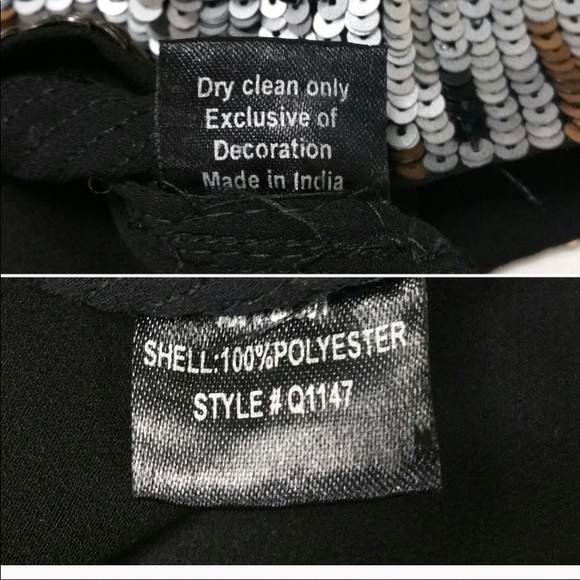 Dry clean only
Exclusive of
Decoration
Made in India
SHELL:100%POLYESTER
STYLE # Q1147